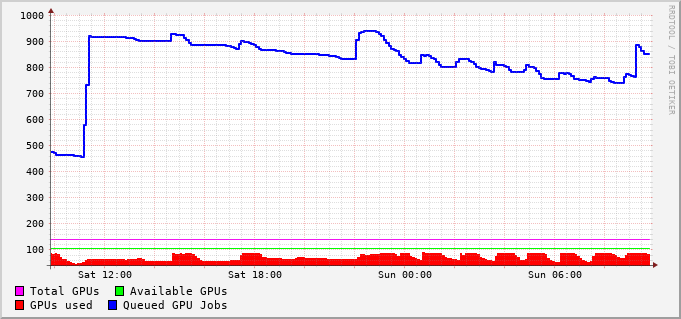 1000
900
800
700
600
500
400
300
200
100
Sat 12:00 Sat 18:00 Sun 00:00 Sun 06:00
Total GPUs Available GPUs
GPUs used Queued GPU Jobs
RRDTOOL / TOBI OETIKER